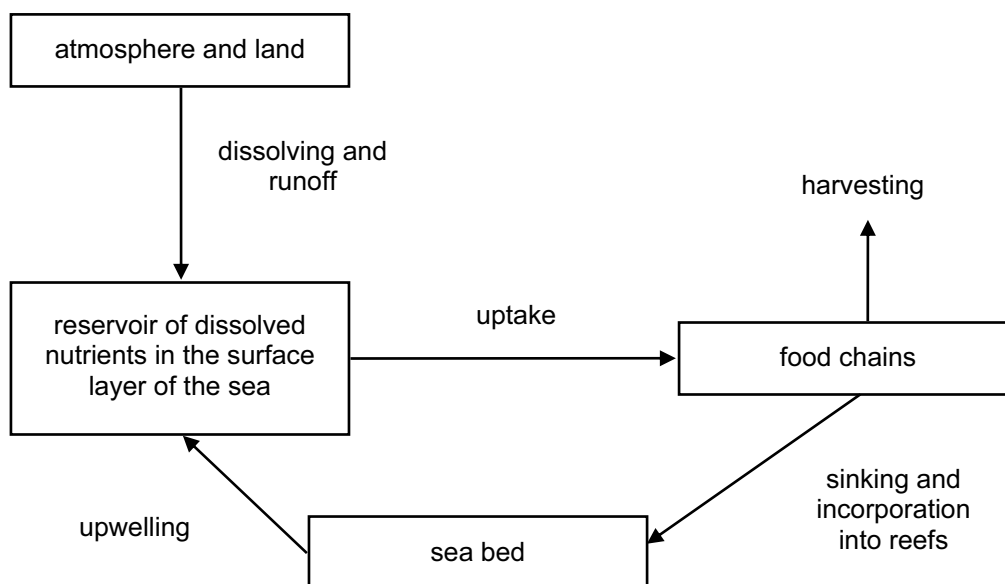 atmosphere and land
dissolving and
runoff
harvesting
reservoir of dissolved
nutrients in the surface
layer of the sea
uptake
food chains
upwelling
sea bed
sinking and
incorporation
into reefs